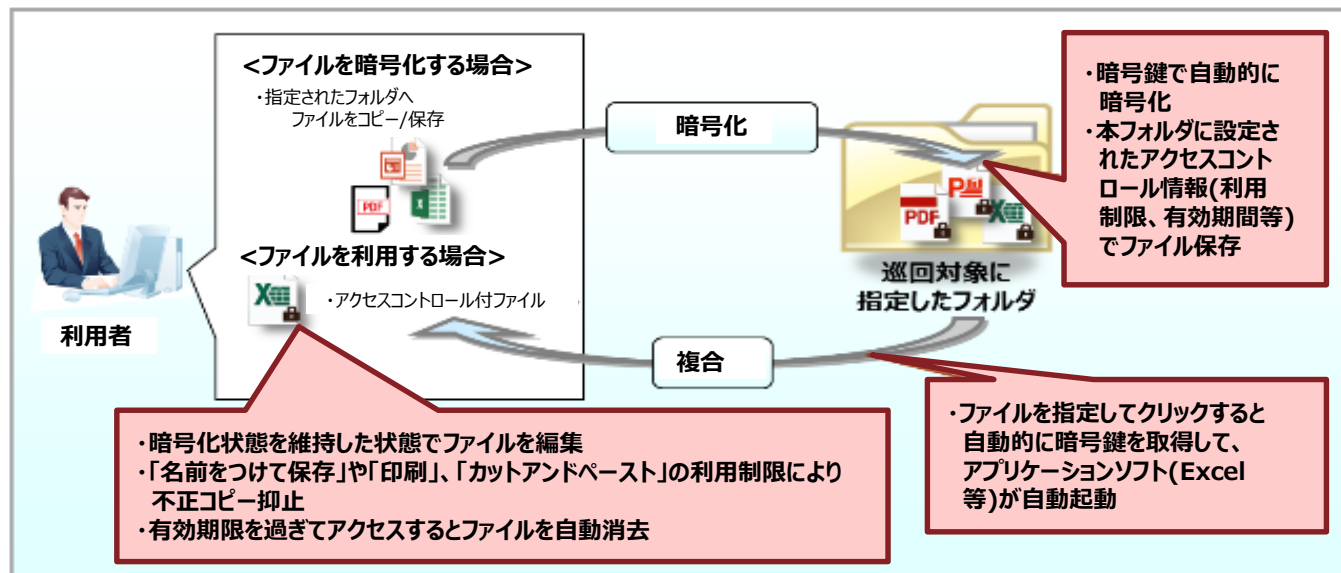 <ファイルを暗号化する場合>
・指定されたフォルダへ
ファイルをコピー/保存
PDF
<ファイルを利用する場合>
・アクセスコントロール付ファイル
利用者
暗号化
PDF
巡回対象に
指定したフォルダ
複合
・暗号鍵で自動的に
暗号化
・本フォルダに設定さ
れたアクセスコント
ロール情報(利用
制限、有効期間等)
でファイル保存
・ファイルを指定してクリックすると
自動的に暗号鍵を取得して、
アプリケーションソフト(Excel
等)が自動起動
・暗号化状態を維持した状態でファイルを編集
・「名前をつけて保存」や「印刷」、「カットアンドペースト」の利用制限により
不正コピー抑止
・有効期限を過ぎてアクセスするとファイルを自動消去